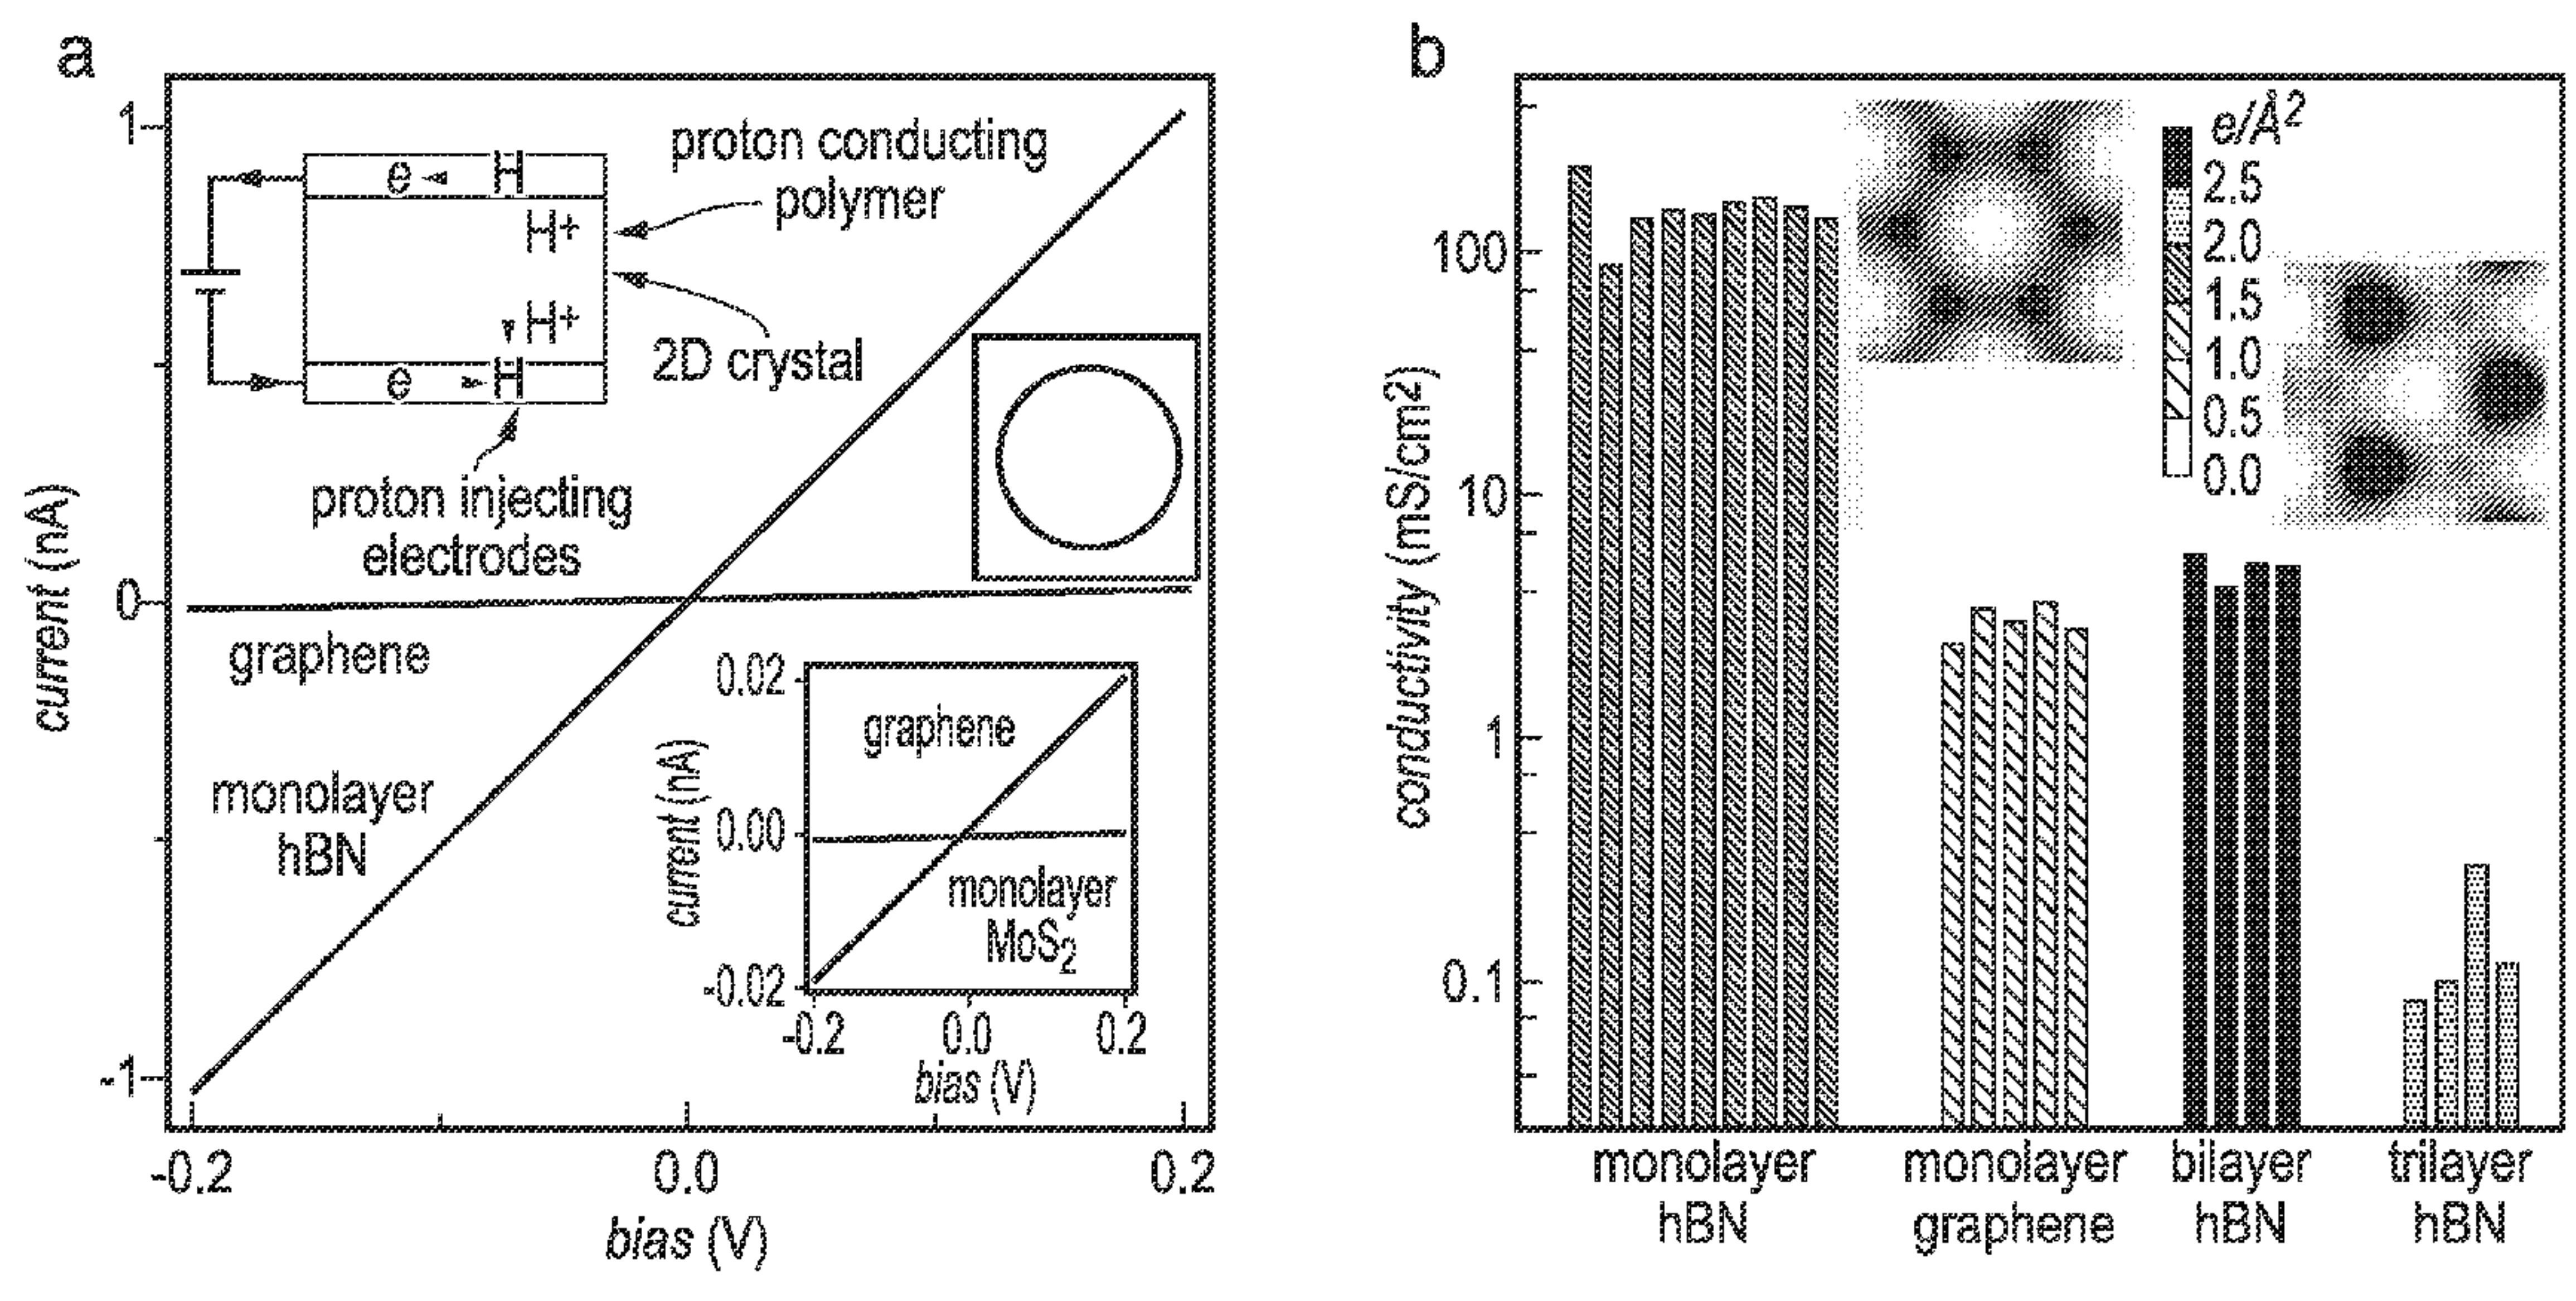 a
1
0
-1
current (nA)
-0.2
0.0
0.2
bias (V)
e
H
H+
H+
e
H
proton conducting
polymer
2D crystal
proton injecting
electrodes
graphene
monolayer
hBN
0.02
0.00
-0.02
current (nA)
graphene
monolayer
MoS2
-0.2
0.0
0.2
bias (V)
b
100
10
1
0.1
conductivity (mS/cm2)
e/Å2
2.5
2.0
1.5
1.0
0.5
0.0
monolayer
hBN
monolayer
graphene
bilayer
hBN
trilayer
hBN